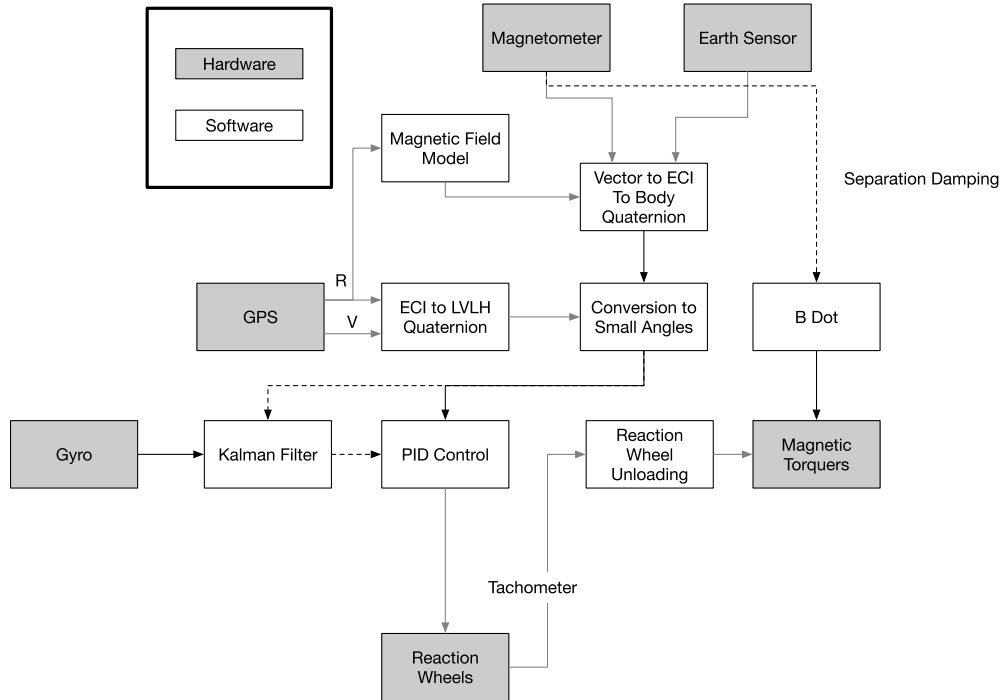 Hardware
Software
Magnetometer
Earth Sensor
Magnetic Field
Model
Vector to ECI
To Body
Quaternion
Separation Damping
R
V
GPS
ECI to LVLH
Quaternion
Conversion to
Small Angles
B Dot
Gyro
Kalman Filter
PID Control
Reaction
Wheel
Unloading
Magnetic
Torquers
Tachometer
Reaction
Wheels